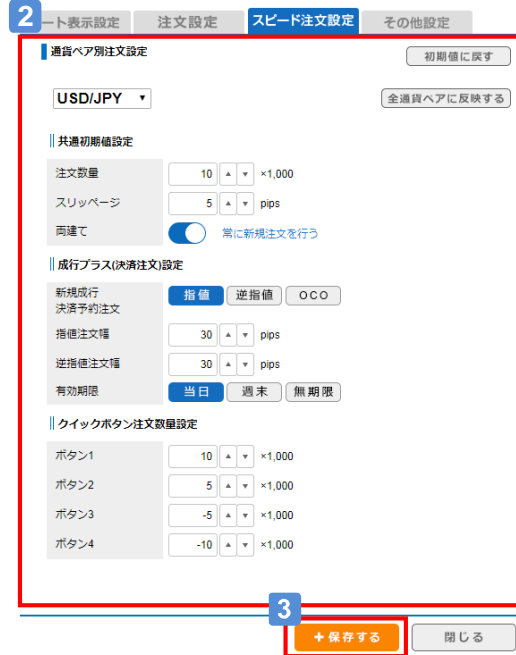 2
ート表示設定 注文設定 スピード注文設定 その他設定
通貨ペア別注文設定 初期値に戻す
USD/JPY ▼ 全通貨ペアに反映する
共通初期値設定
注文数量 10 ▲ ▼ ×1,000
スリッページ 5 ▲ ▼ pips
両建て 常に新規注文を行う
成行プラス(決済注文)設定
新規成行 指値 逆指値 OCO
決済予約注文
指値注文幅 30 ▲ ▼ pips
逆指値注文幅 30 ▲ ▼ pips
有効期限 当日 週末 無期限
クイックボタン注文数量設定
ボタン1 10 ▲ ▼ ×1,000
ボタン2 5 ▲ ▼ ×1,000
ボタン3 -5 ▲ ▼ ×1,000
ボタン4 -10 ▲ ▼ ×1,000
3
+保存する 閉じる